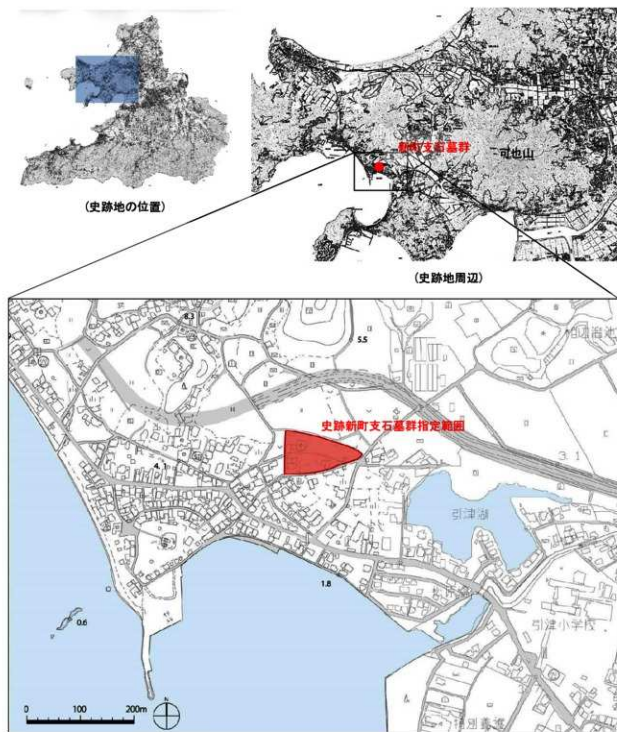 (史跡地の位置)
新町支石墓群
可也山
(史跡地周辺)
8.3
5.5
史跡新町支石墓群指定範囲
3.1
4.1
引津湖
1.8
引津小学校
0.6
0 100 200m